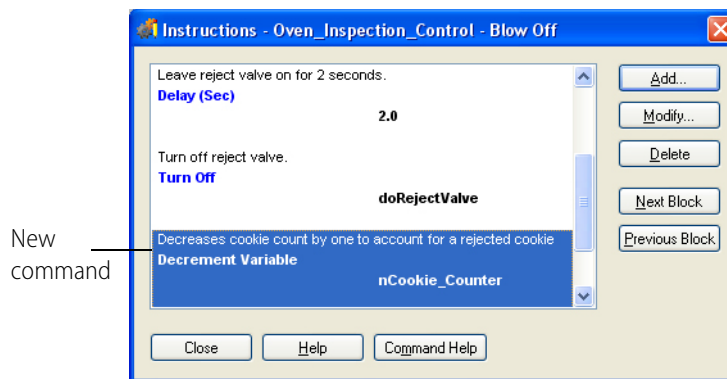 Instructions - Oven_Inspection_Control - Blow Off
Leave reject valve on for 2 seconds.
Delay (Sec)
2.0
Turn off reject valve.
Turn Off
doRejectValve
Decreases cookie count by one to account for a rejected cookie
Decrement Variable
nCookie_Counter
Add...
Modify...
Delete
Next Block
Previous Block
Close
Help
Command Help
New
command